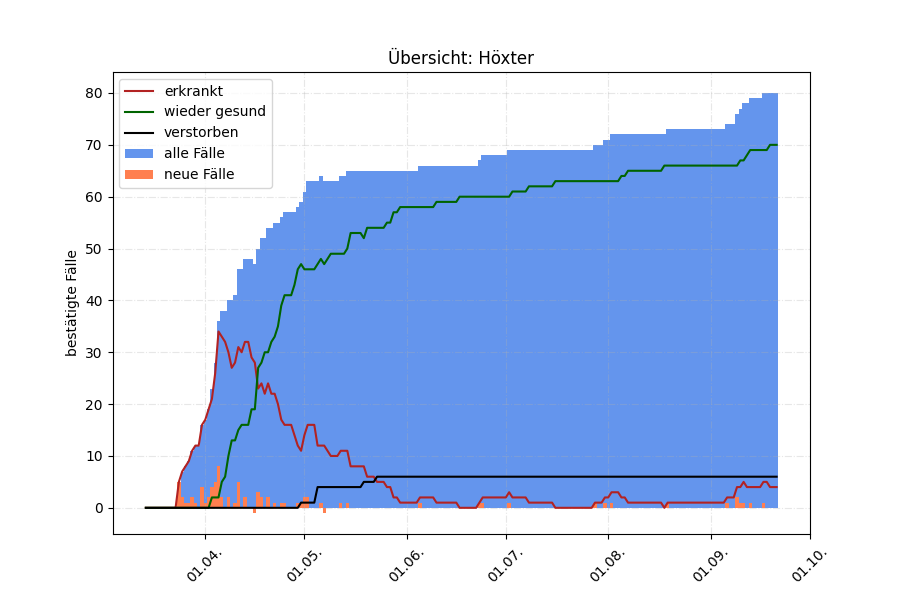 Übersicht: Höxter
erkrankt
wieder gesund
verstorben
alle Fälle
neue Fälle
bestätigte Fälle
80
70
60
50
40
30
20
10
0
01.04.
01.05.
01.06.
01.07.
01.08.
01.09.
01.10.